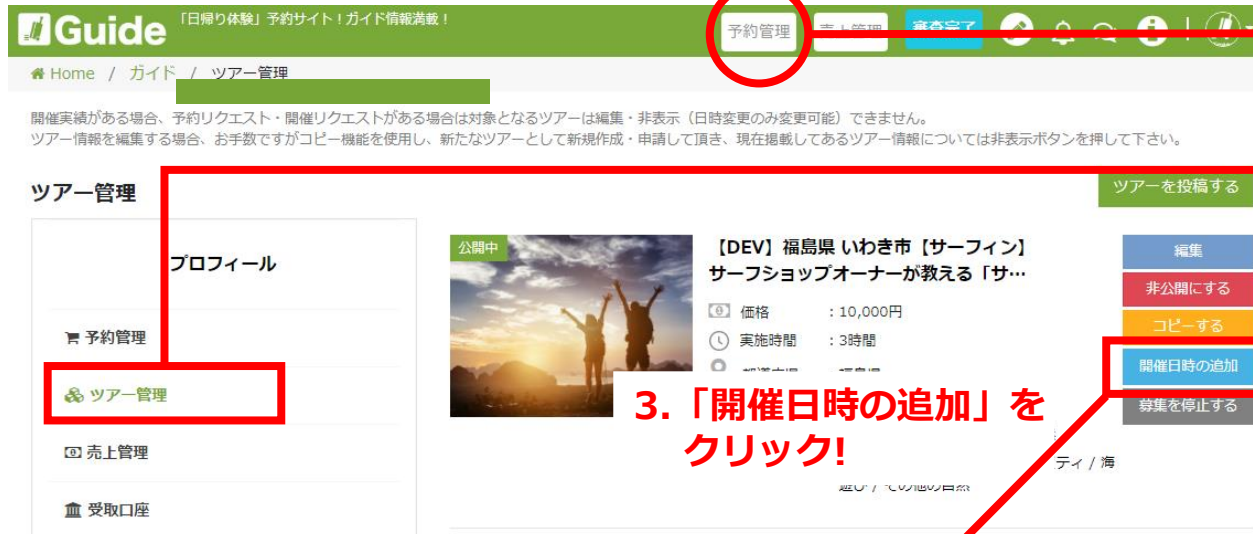 Guide 「日帰り体験」予約サイト！ガイド情報満載！
予約管理 売上管理 審査完了
Home / ガイド / ツアー管理
開催実績がある場合、予約リクエスト・開催リクエストがある場合は対象となるツアーは編集・非表示（日時変更のみ変更可能）できません。
ツアー情報を編集する場合、お手数ですがコピー機能を使用し、新たなツアーとして新規作成・申請して頂き、現在掲載してあるツアー情報については非表示ボタンを押して下さい。
ツアー管理
ツアーを投稿する
プロフィール
予約管理
ツアー管理
売上管理
受取口座
公開中
【DEV】福島県 いわき市【サーフィン】
サーフショップオーナーが教える「サ…
価格 : 10,000円
実施時間 : 3時間
編集
非公開にする
コピーする
開催日時の追加
募集を停止する
3.「開催日時の追加」を
クリック!
ティ / 海
遊び / その他の自然